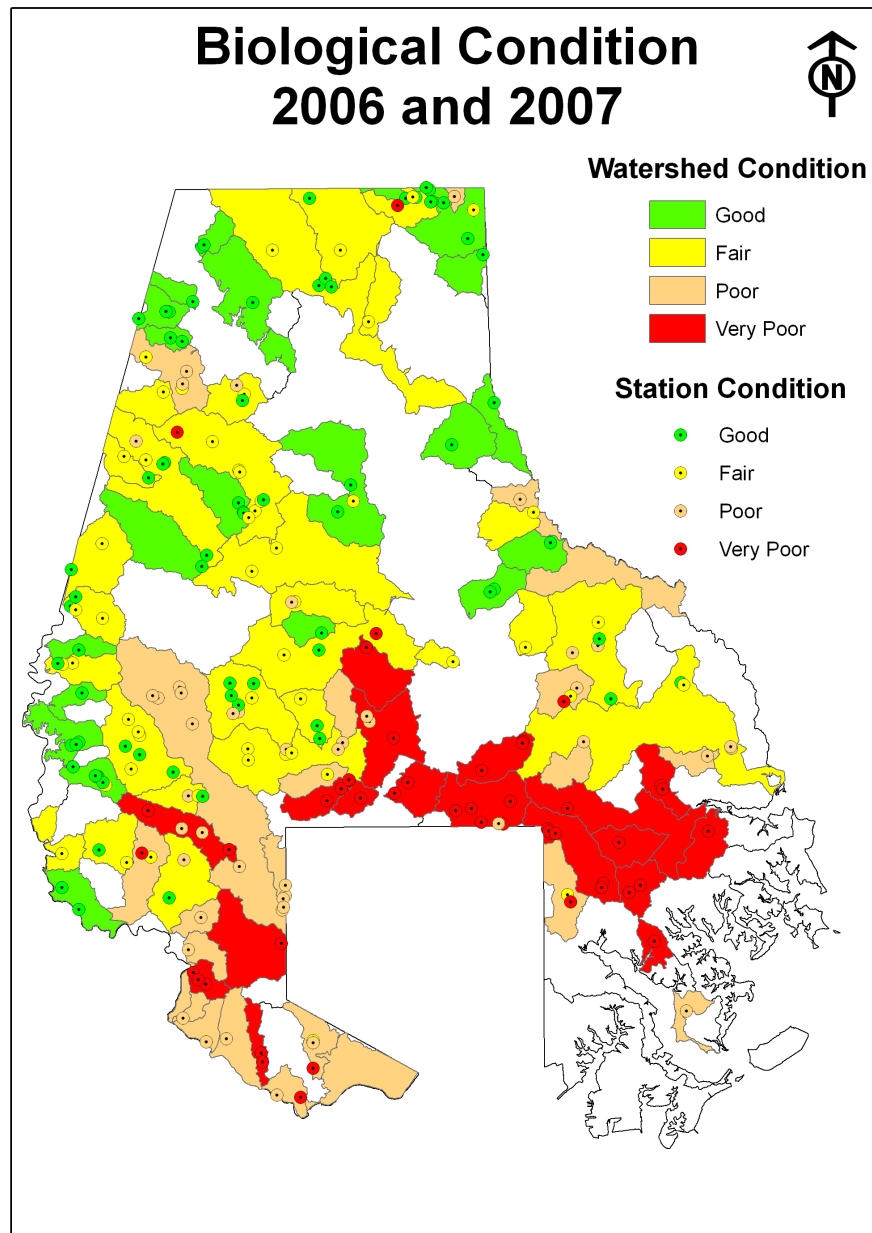 Biological Condition
2006 and 2007
N
Watershed Condition
Good
Fair
Poor
Very Poor
Station Condition
Good
Fair
Poor
Very Poor